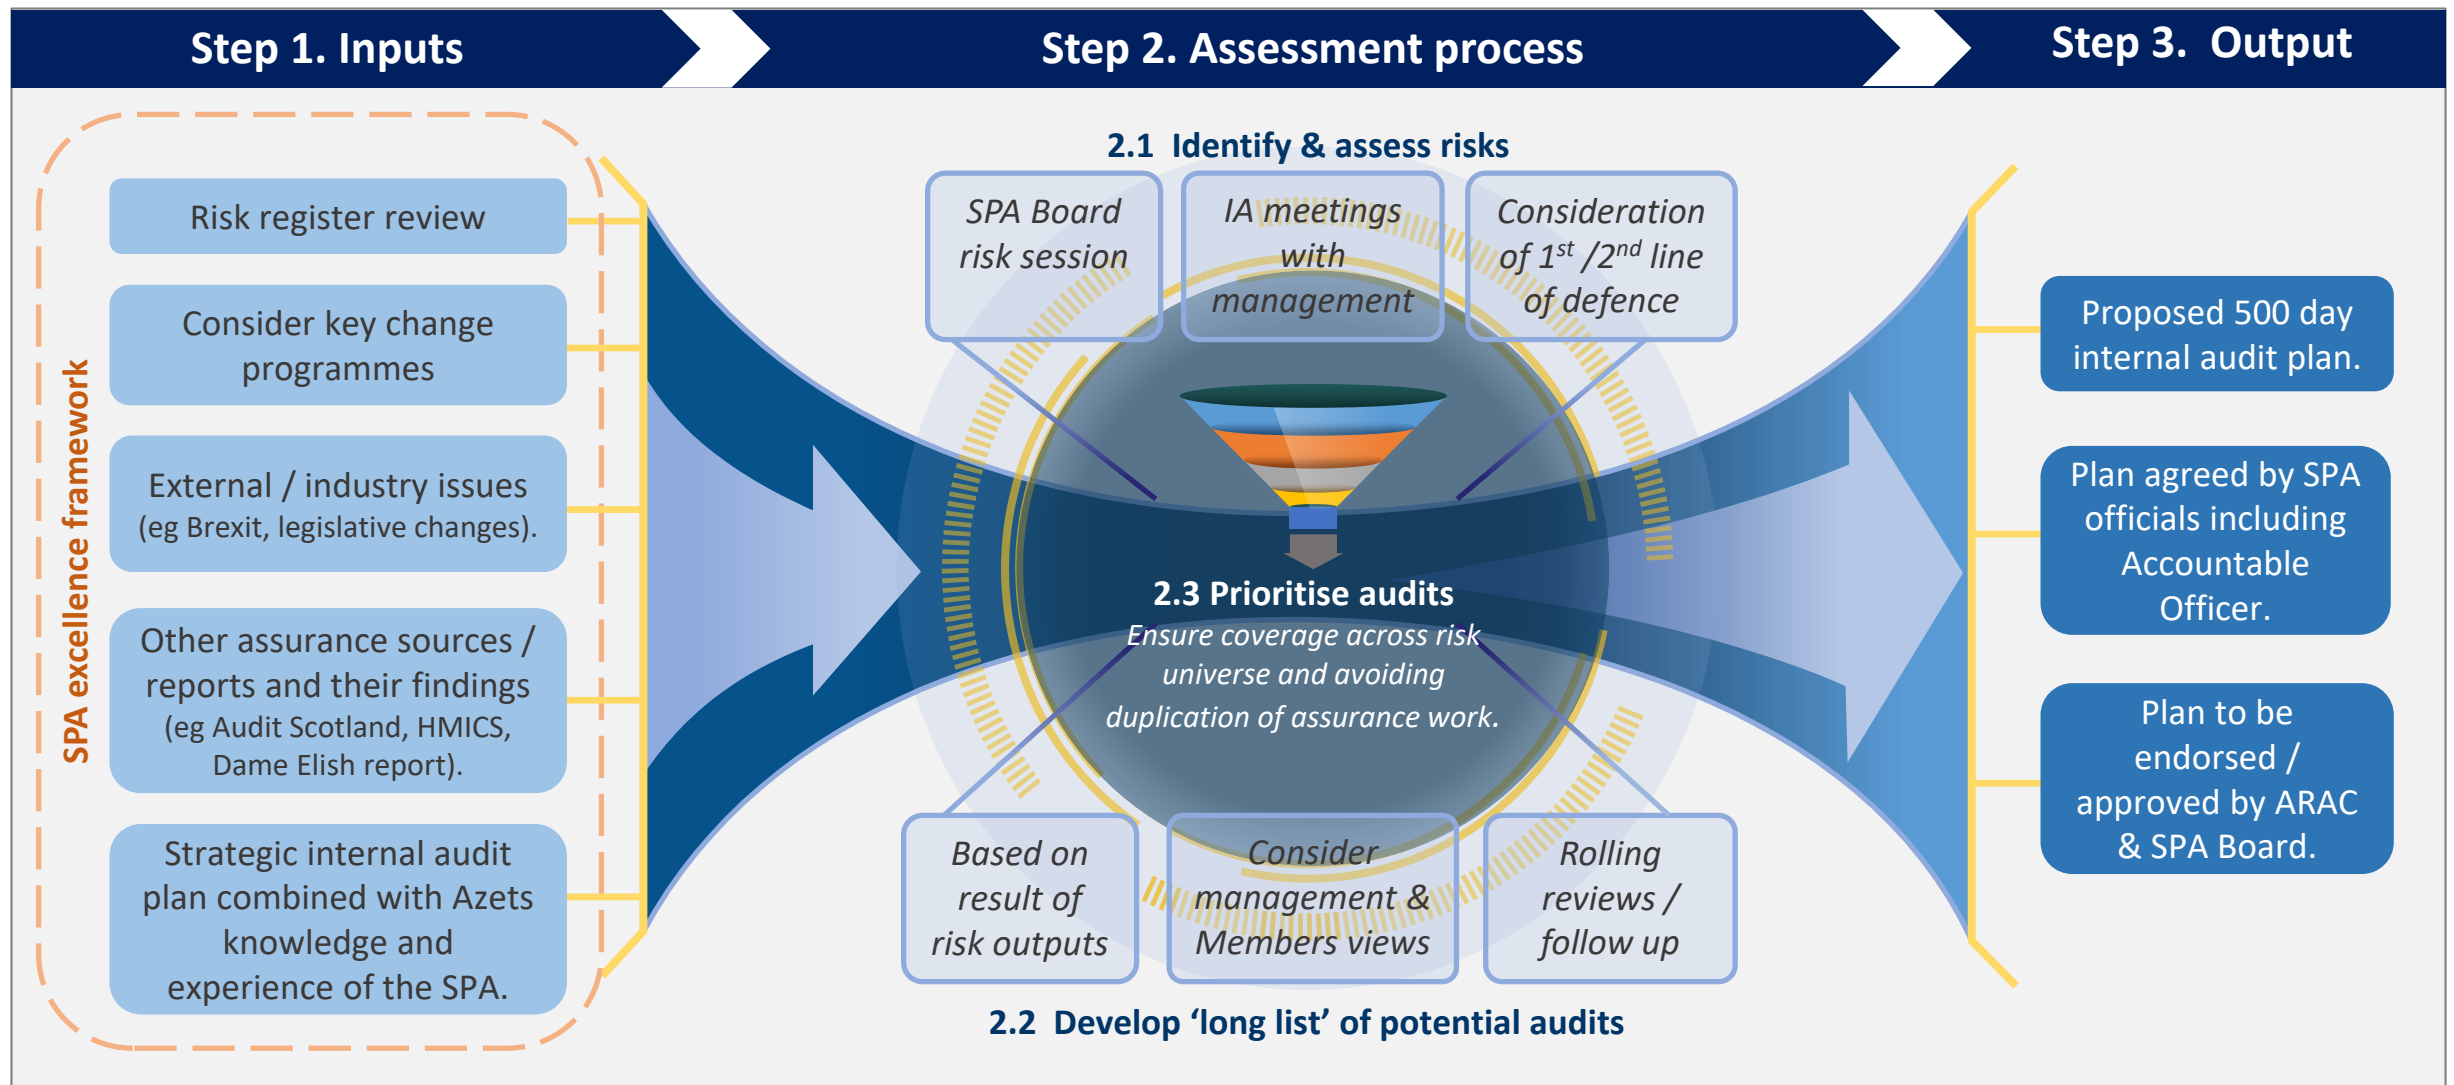 Step 1. Inputs
Step 2. Assessment process
Step 3. Output
SPA excellence framework
Risk register review
Consider key change
programmes
External / industry issues
(eg Brexit, legislative changes).
Other assurance sources /
reports and their findings
(eg Audit Scotland, HMICS,
Dame Elish report).
Strategic internal audit
plan combined with Azets
knowledge and
experience of the SPA.
2.1 Identify & assess risks
SPA Board
risk session
IA meetings
with
management
Consideration
of 1st /2nd line
of defence
2.3 Prioritise audits
Ensure coverage across risk
universe and avoiding
duplication of assurance work.
Based on
result of
risk outputs
Consider
management &
Members views
Rolling
reviews /
follow up
2.2 Develop ‘long list’ of potential audits
Proposed 500 day
internal audit plan.
Plan agreed by SPA
officials including
Accountable
Officer.
Plan to be
endorsed /
approved by ARAC
& SPA Board.